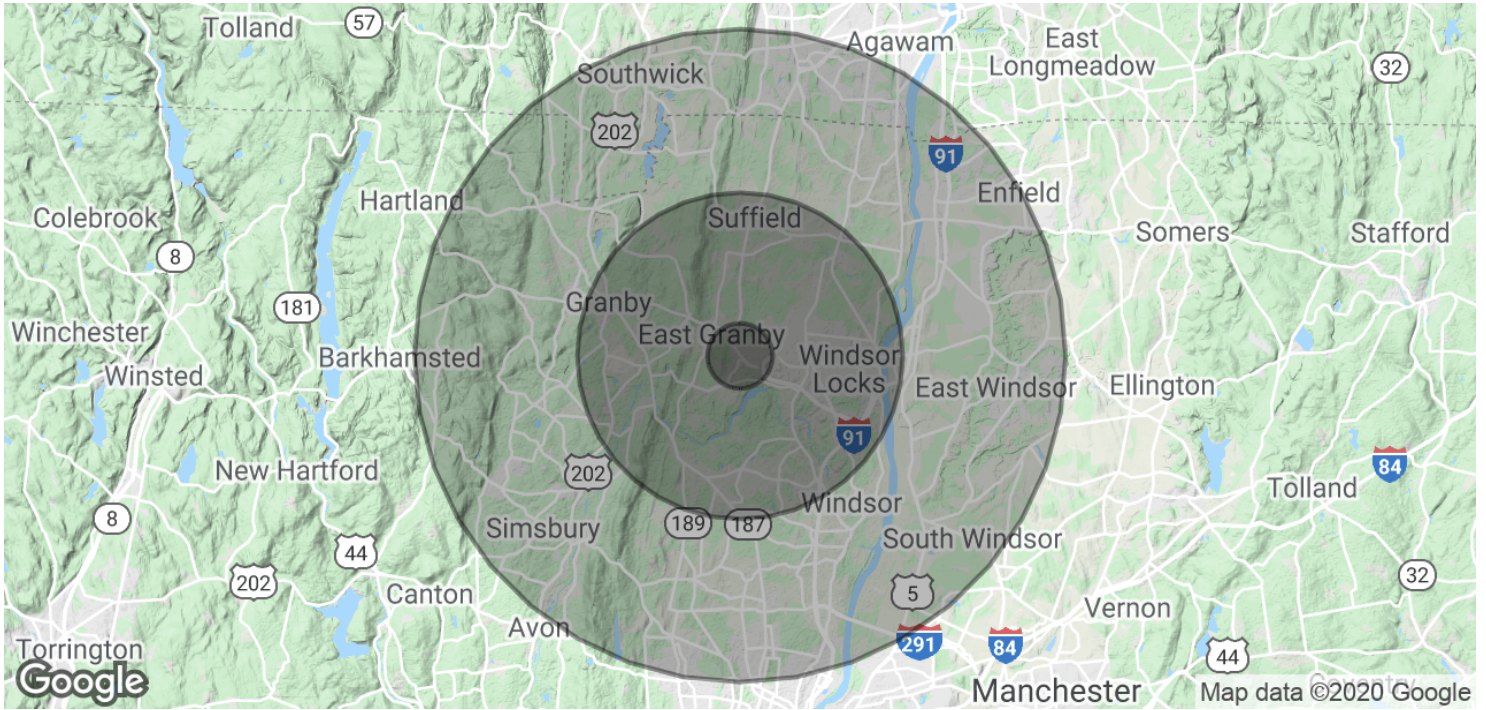 Tolland
57
Agawam
East
Longmeadow
32
Southwick
202
91
Hartland
Enfield
Colebrook
Suffield
Somers
Stafford
8
181
Granby
East Granby
Winchester
Barkhamsted
Windsor
Locks
Winsted
East Windsor
Ellington
91
New Hartford
202
84
Tolland
8
Simsbury
189
187
Windsor
South Windsor
44
202
Canton
5
32
Vernon
Avon
291
84
Torrington
44
Google
Manchester
Coventry
Map data ©2020 Google